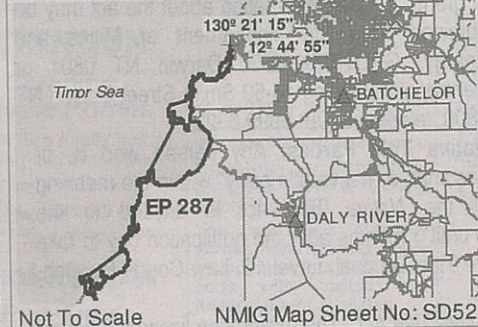 130º 21' 15"
12º 44' 55"
Timor Sea
BATCHELOR
EP 287
DALY RIVER
Not To Scale
NMIG Map Sheet No: SD52